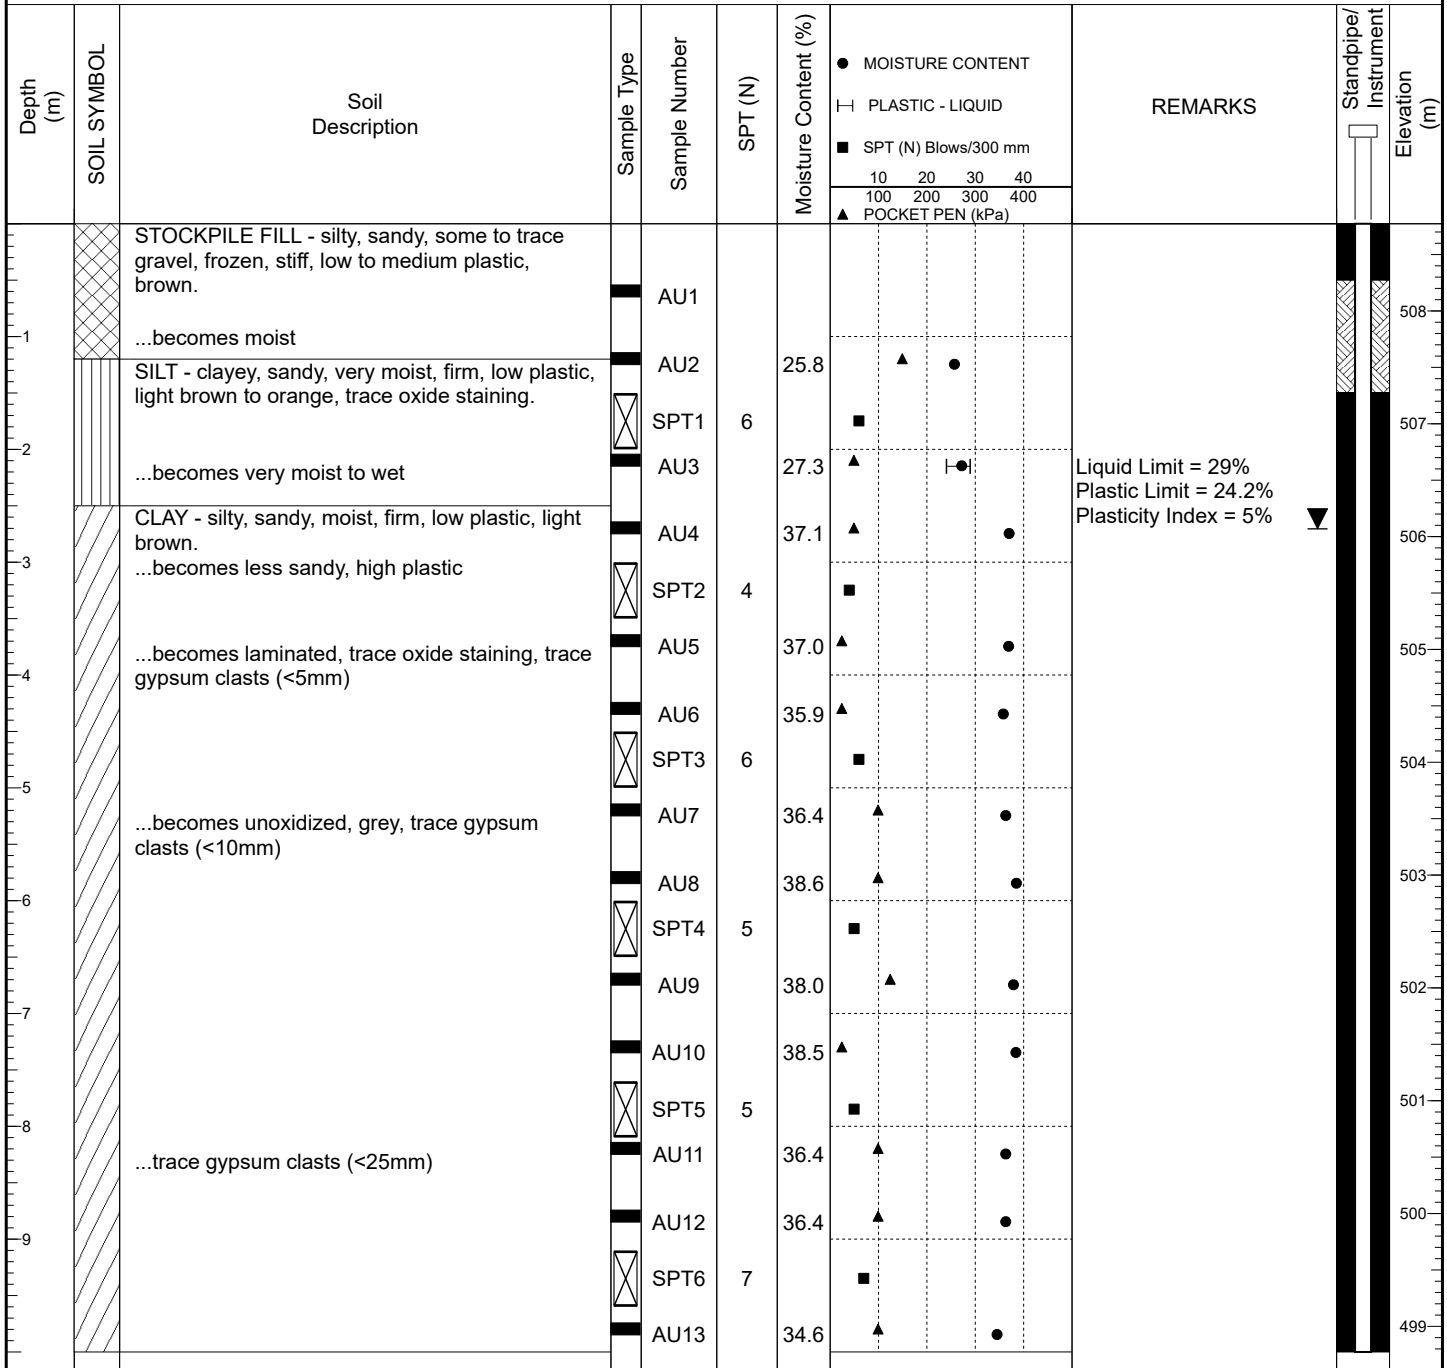 Depth
(m)
SOIL SYMBOL
Soil
Description
Sample Type
Sample Number
SPT (N)
Moisture Content (%)
MOISTURE CONTENT
PLASTIC - LIQUID
SPT (N) Blows/300 mm
10 20 30 40
100 200 300 400
POCKET PEN (kPa)
REMARKS
Standpipe/
Instrument
Elevation
(m)
STOCKPILE FILL - silty, sandy, some to trace
gravel, frozen, stiff, low to medium plastic,
brown.
AU1
508
1
...becomes moist
AU2 25.8
SILT - clayey, sandy, very moist, firm, low plastic,
light brown to orange, trace oxide staining.
SPT1 6
507
2
...becomes very moist to wet
AU3 27.3
Liquid Limit = 29%
Plastic Limit = 24.2%
Plasticity Index = 5%
CLAY - silty, sandy, moist, firm, low plastic, light
brown.
AU4 37.1
506
3
...becomes less sandy, high plastic
SPT2 4
AU5 37.0
505
...becomes laminated, trace oxide staining, trace
gypsum clasts (<5mm)
4
AU6 35.9
SPT3 6
504
5
AU7 36.4
...becomes unoxidized, grey, trace gypsum
clasts (<10mm)
AU8 38.6
503
6
SPT4 5
AU9 38.0
502
7
AU10 38.5
SPT5 5
501
8
AU11 36.4
...trace gypsum clasts (<25mm)
AU12 36.4
500
9
SPT6 7
AU13 34.6
499